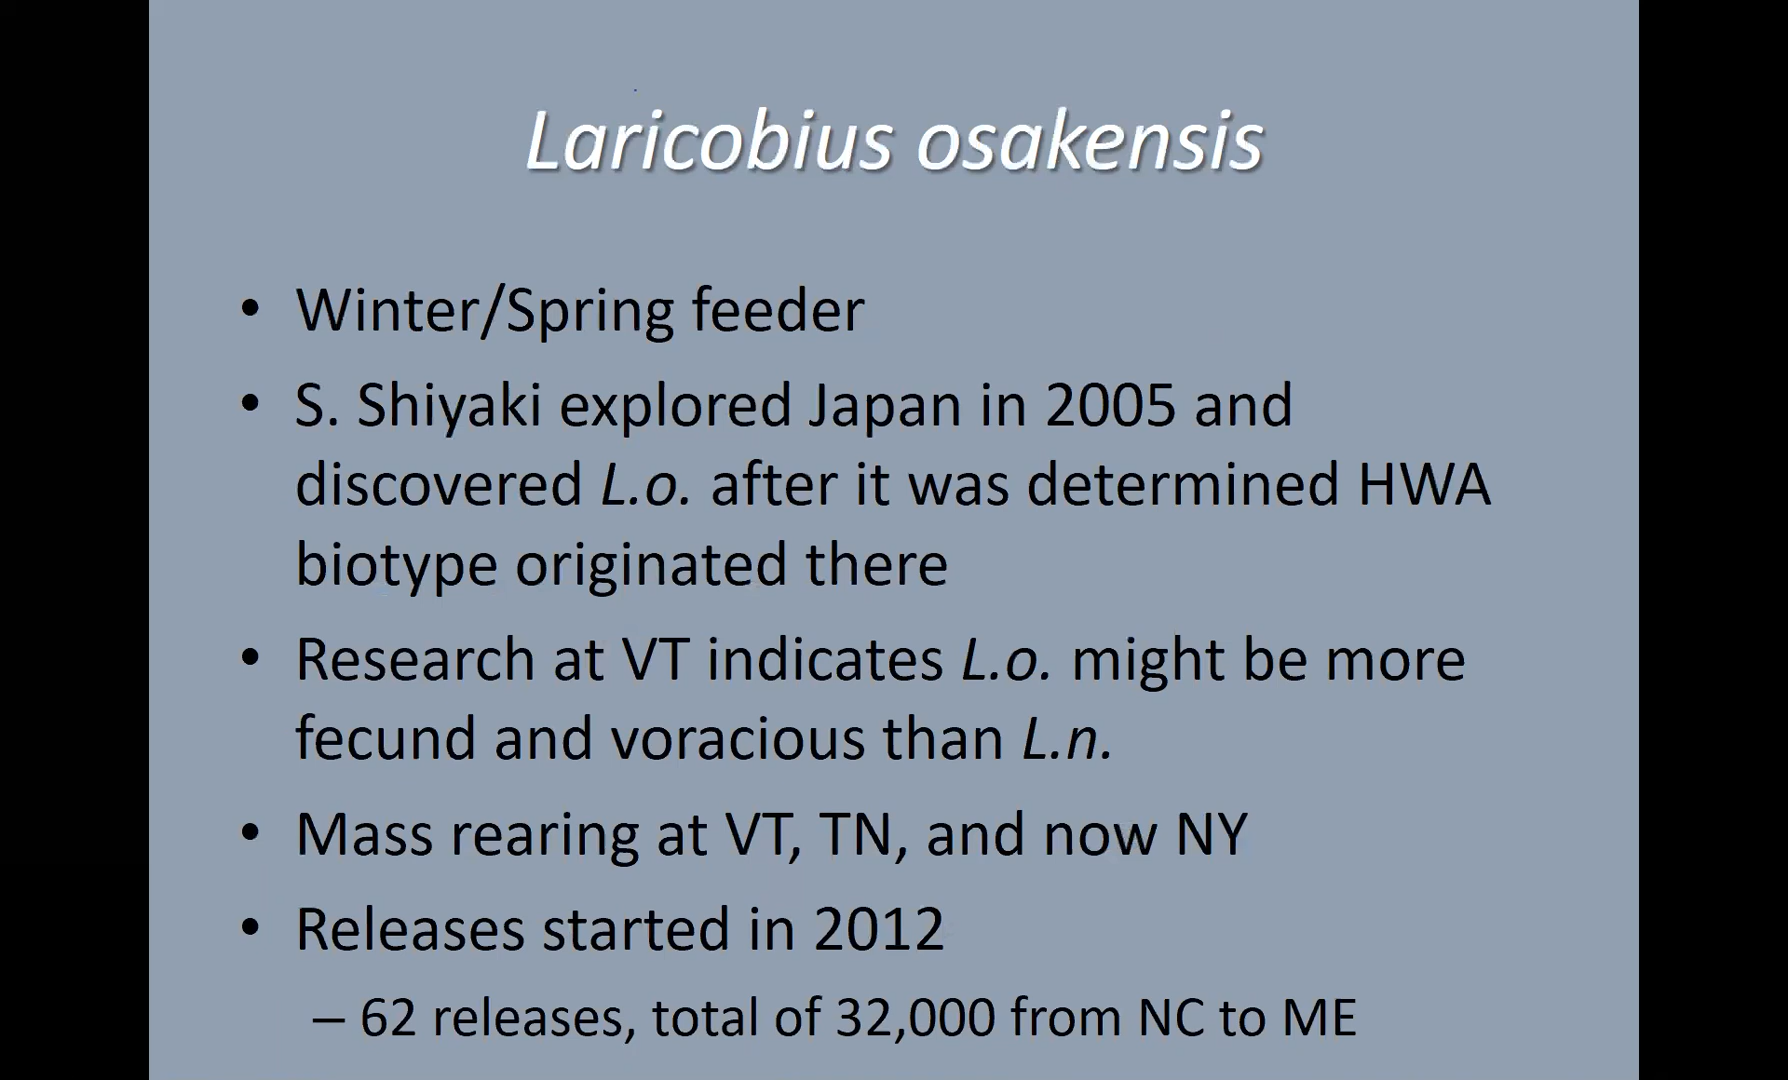 Laricobius osakensis
• Winter/Spring feeder
• S. Shiyaki explored Japan in 2005 and
discovered L.o. after it was determined HWA
biotype originated there
• Research at VT indicates L.o. might be more
fecund and voracious than L.n.
• Mass rearing at VT, TN, and now NY
• Releases started in 2012
– 62 releases, total of 32,000 from NC to ME